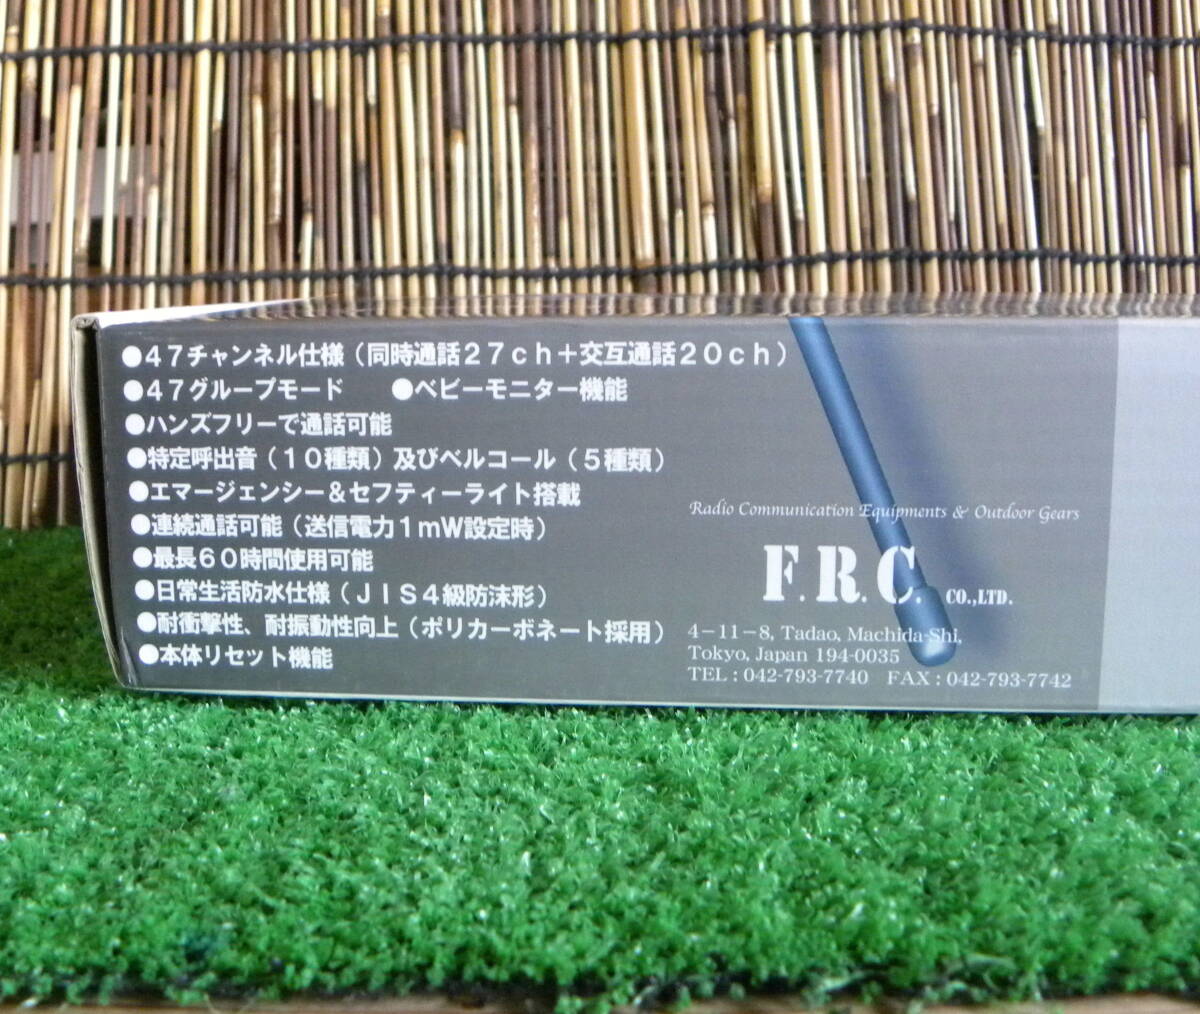 ●４７チャンネル仕様（同時通話２７ｃｈ＋交互通話２０ｃｈ）
●４７グループモード　●ベビーモニター機能
●ハンズフリーで通話可能
●特定呼出音（１０種類）及びベルコール（５種類）
●エマージェンシー＆セフティーライト搭載
●連続通話可能（送信電力１ｍＷ設定時）
●最長６０時間使用可能
●日常生活防水仕様（ＪＩＳ４級防沫形）
●耐衝撃性、耐振動性向上（ポリカーボネート採用）
●本体リセット機能
Radio Communication Equipments & Outdoor Gears
F.R.C. CO.,LTD.
4−11−8, Tadao, Machida-Shi,
Tokyo, Japan 194-0035
TEL : 042-793-7740　FAX : 042-793-7742